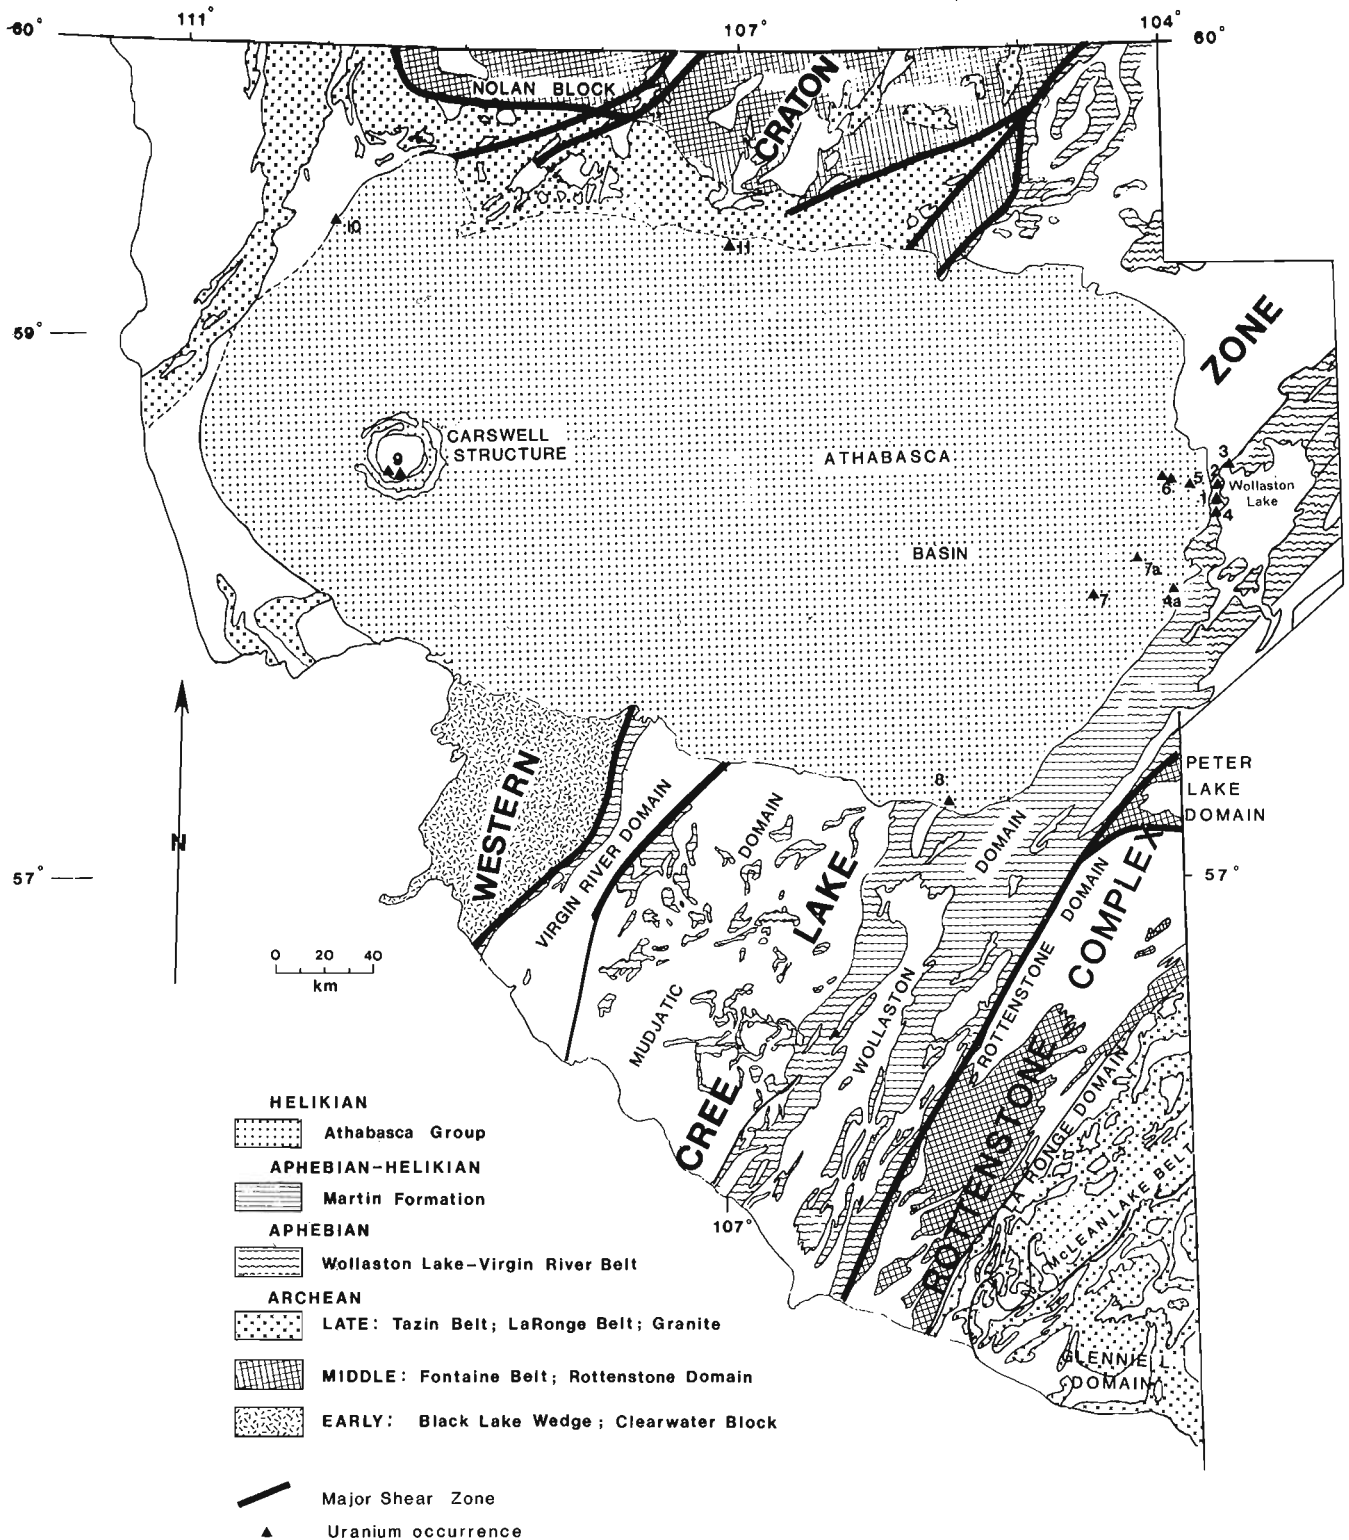 111°
107
104°
60°
60°
NOLAN BLOCK
CRATON
10
11
59°
ZONE
CARSWELL
STRUCTURE
9
ATHABASCA
BASIN
3
2
5
6
1
4
Wollaston
Lake
7a
7
4a
WESTERN
VIRGIN RIVER DOMAIN
MUDJATIC DOMAIN
CREE LAKE
8
WOLLASTON DOMAIN
PETER
LAKE
DOMAIN
N
57°
57°
ROTTENSTONE DOMAIN
ROTTENSTONE COMPLEX
LA RONGE DOMAIN
McLEAN LAKE BELT
GLENNIE
DOMAIN
0 20 40
km
107°
HELIKIAN
Athabasca Group
APHEBIAN-HELIKIAN
Martin Formation
APHEBIAN
Wollaston Lake-Virgin River Belt
ARCHEAN
LATE: Tazin Belt; LaRonge Belt; Granite
MIDDLE: Fontaine Belt; Rottenstone Domain
EARLY: Black Lake Wedge; Clearwater Block
Major Shear Zone
Uranium occurrence